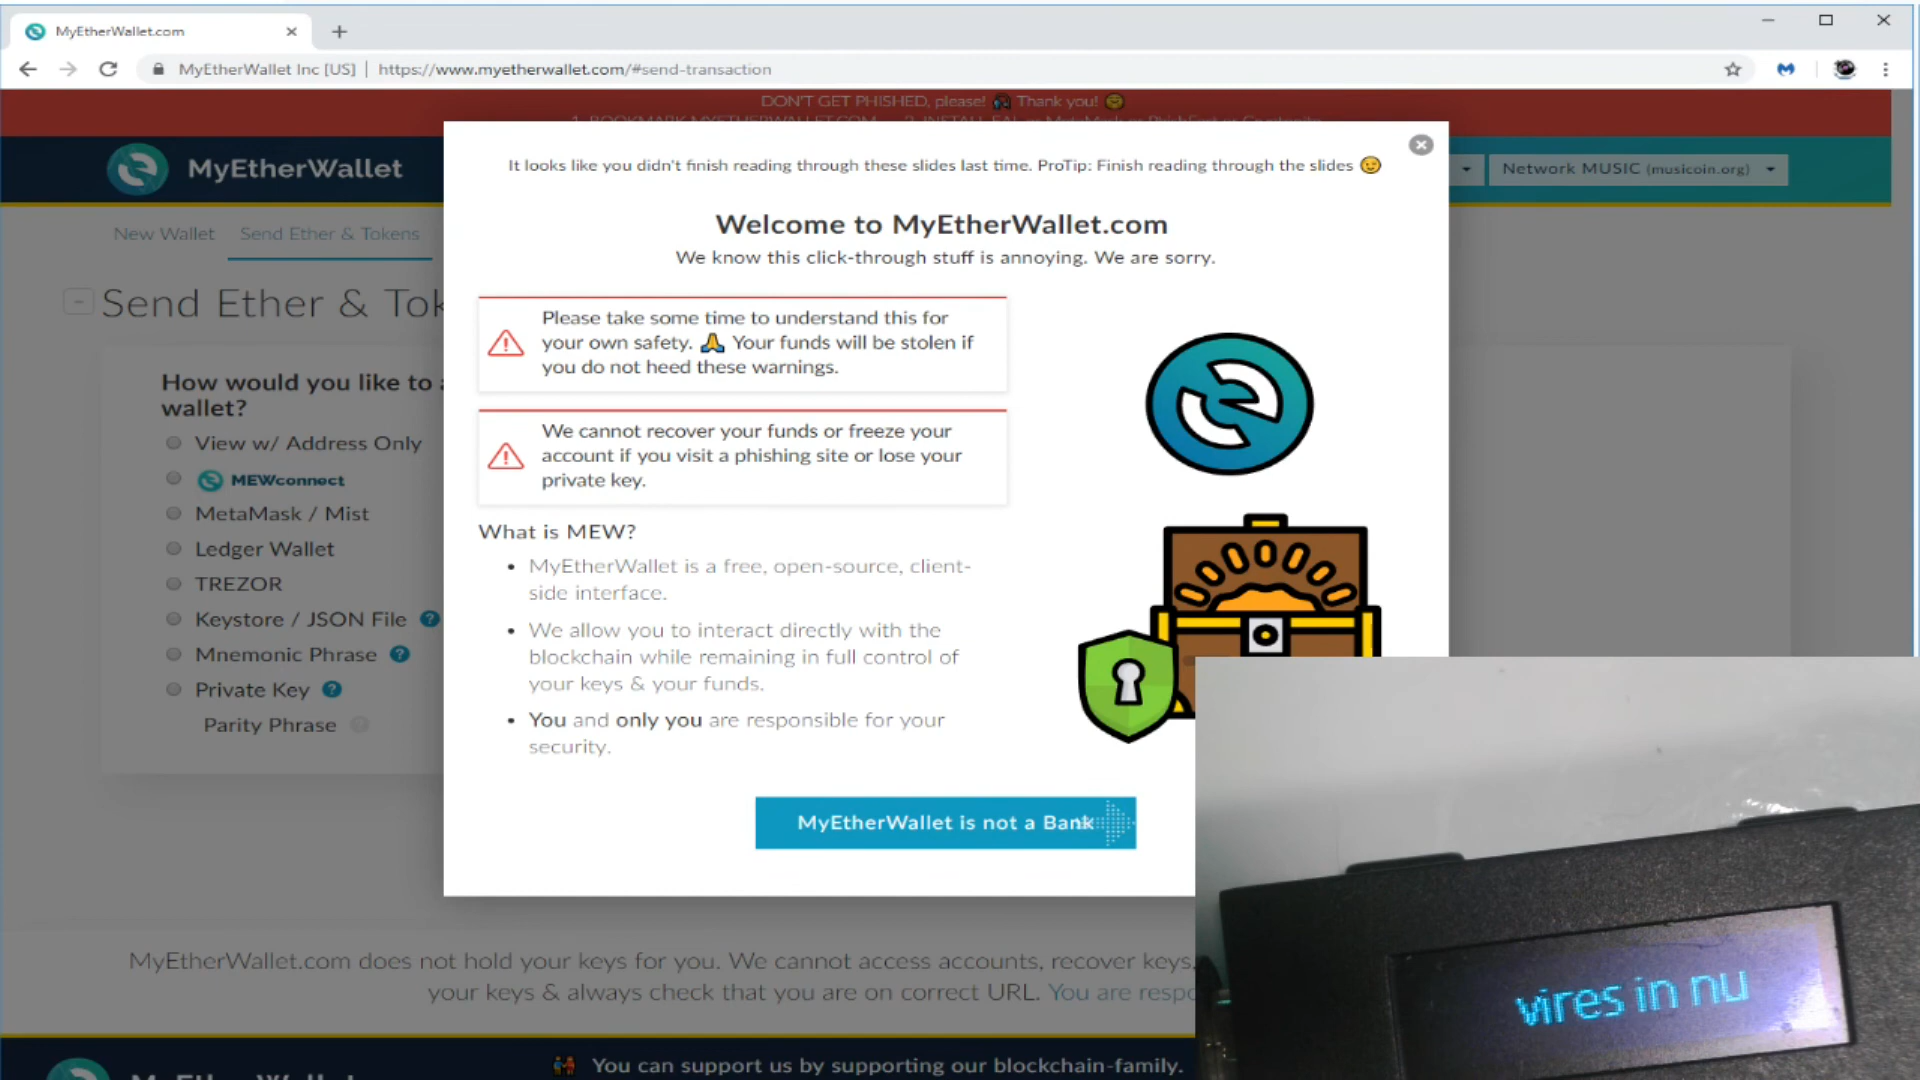 MyEtherWallet.com
MyEtherWallet Inc [US] | https://www.myetherwallet.com/#send-transaction
DON'T GET PHISHED, please! Thank you!
MyEtherWallet
Network MUSIC (musicoin.org)
New Wallet
Send Ether & Tokens
Send Ether & Tok
How would you like to a
wallet?
View w/ Address Only
MEWconnect
MetaMask / Mist
Ledger Wallet
TREZOR
Keystore / JSON File ?
Mnemonic Phrase ?
Private Key ?
Parity Phrase
It looks like you didn't finish reading through these slides last time. ProTip: Finish reading through the slides
Welcome to MyEtherWallet.com
We know this click-through stuff is annoying. We are sorry.
Please take some time to understand this for
your own safety. Your funds will be stolen if
you do not heed these warnings.
We cannot recover your funds or freeze your
account if you visit a phishing site or lose your
private key.
What is MEW?
• MyEtherWallet is a free, open-source, client-
side interface.
• We allow you to interact directly with the
blockchain while remaining in full control of
your keys & your funds.
• You and only you are responsible for your
security.
MyEtherWallet is not a Bank
MyEtherWallet.com does not hold your keys for you. We cannot access accounts, recover keys,
your keys & always check that you are on correct URL. You are respo
You can support us by supporting our blockchain-family.
vires in nu